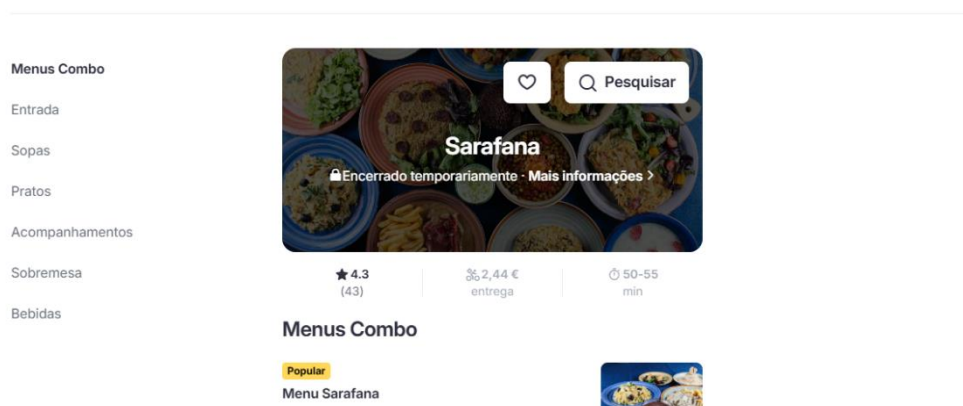 Menus Combo
Entrada
Sopas
Pratos
Acompanhamentos
Sobremesa
Bebidas
Pesquisar
Sarafana
Encerrado temporariamente · Mais informações >
4.3
(43)
2,44 €
entrega
50-55
min
Menus Combo
Popular
Menu Sarafana